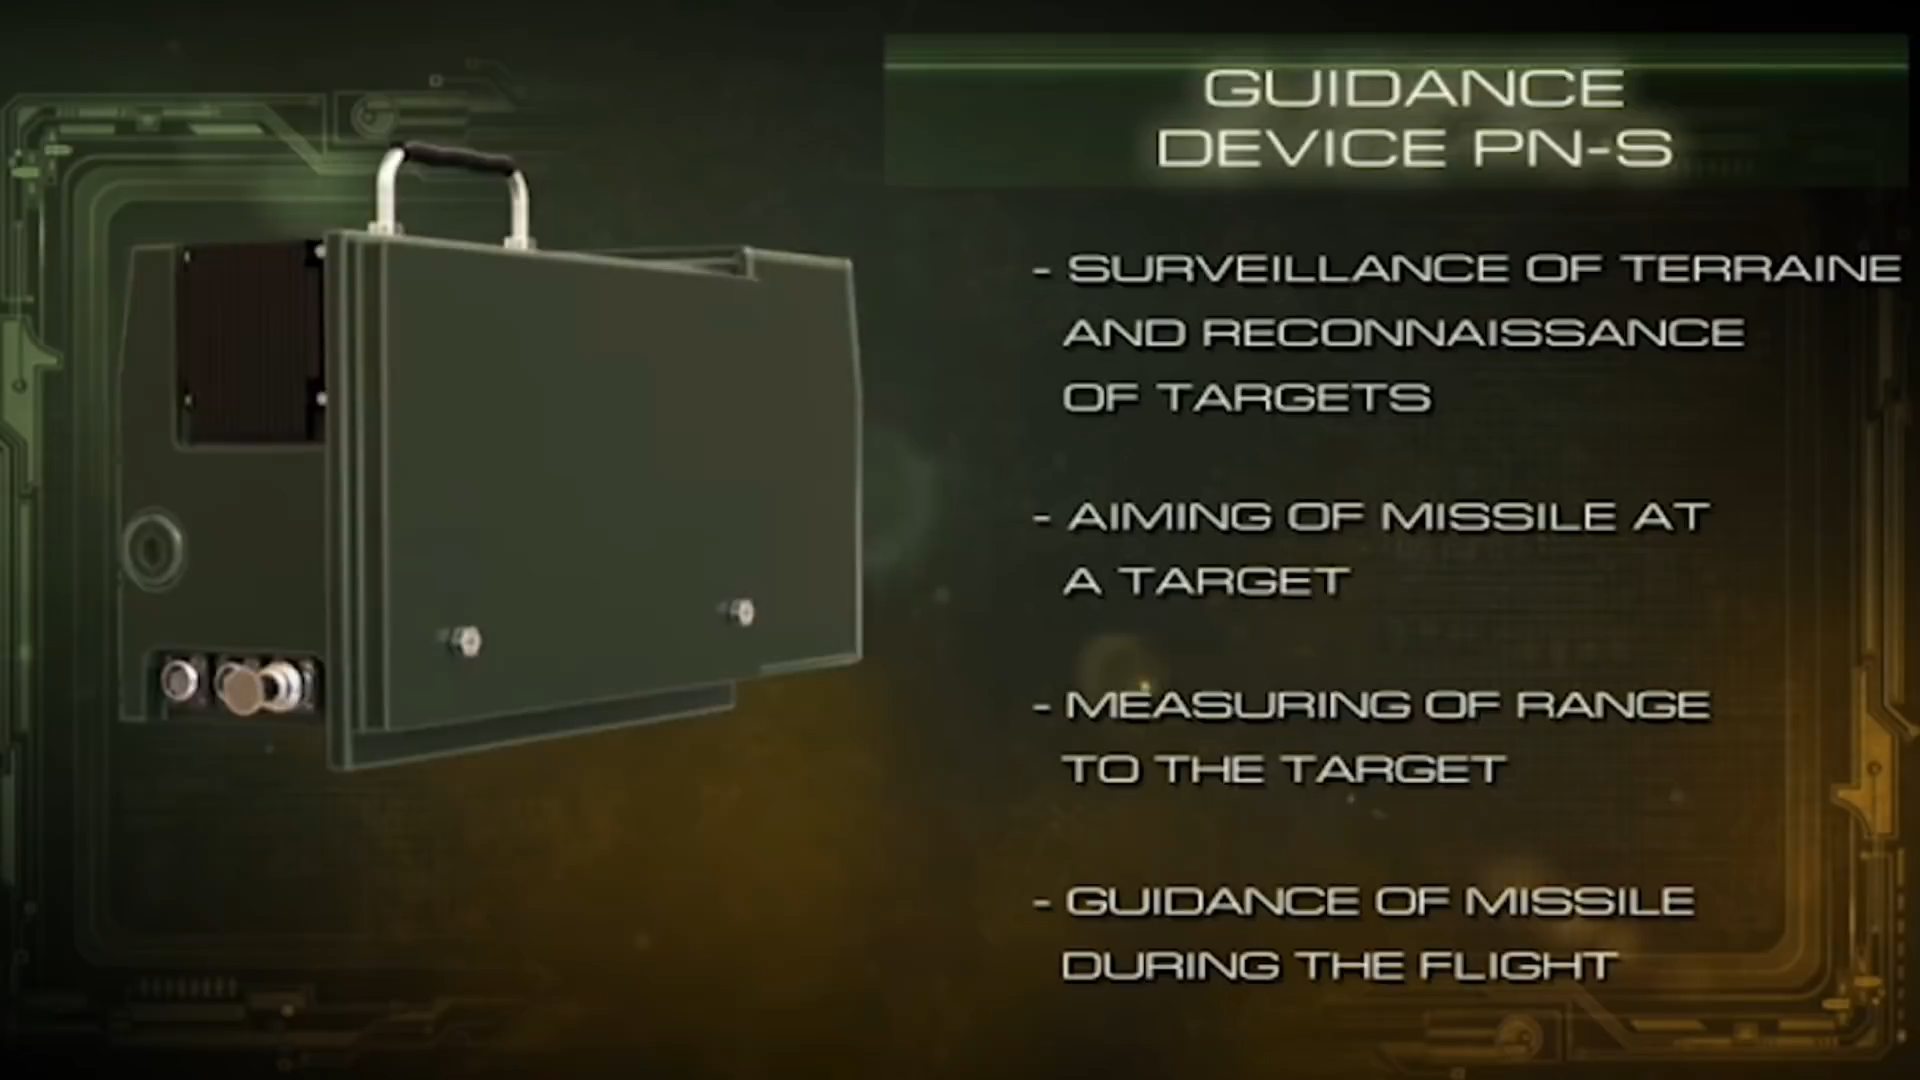 GUIDANCE
DEVICE PN-S
- SURVEILLANCE OF TERRAINE
AND RECONNAISSANCE
OF TARGETS
- AIMING OF MISSILE AT
A TARGET
- MEASURING OF RANGE
TO THE TARGET
- GUIDANCE OF MISSILE
DURING THE FLIGHT